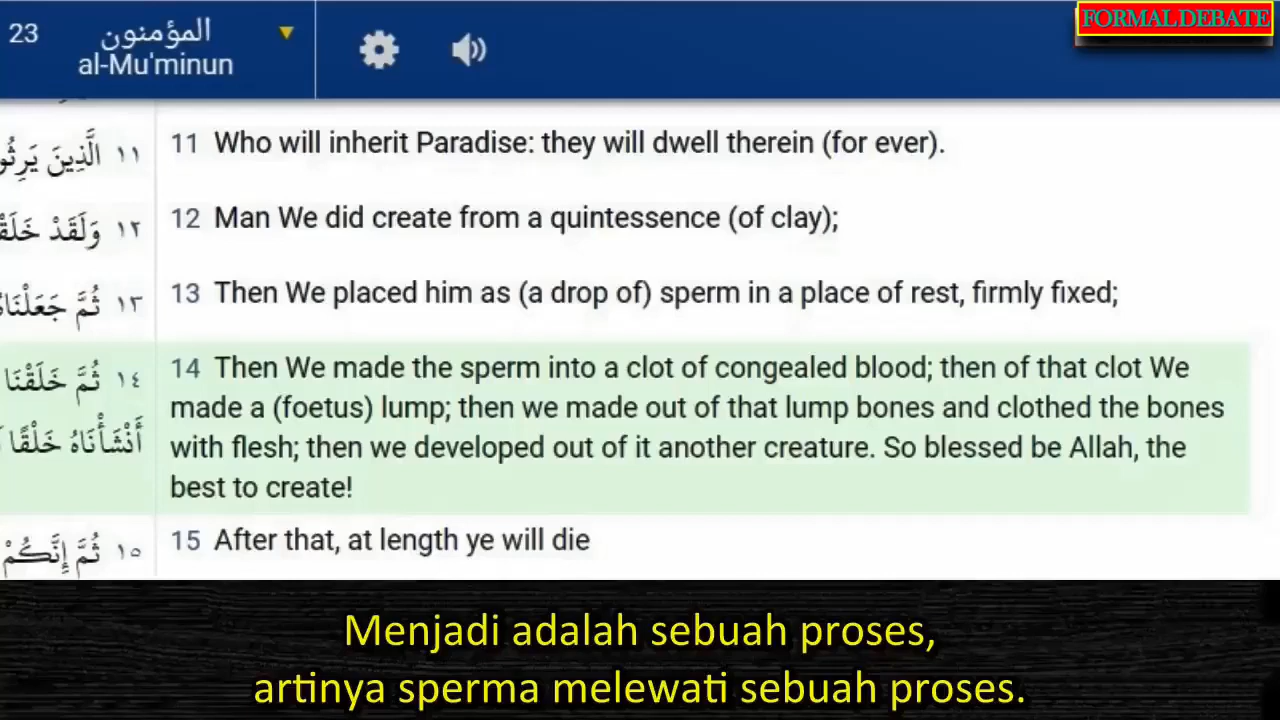 FORMAL DEBATE
23 المؤمنون
al-Mu'minun
11 Who will inherit Paradise: they will dwell therein (for ever).
١١ الَّذِينَ
12 Man We did create from a quintessence (of clay);
١٢ وَلَقَدْ
13 Then We placed him as (a drop of) sperm in a place of rest, firmly fixed;
١٣ ثُمَّ
14 Then We made the sperm into a clot of congealed blood; then of that clot We
١٤ ثُمَّ خَلَقْنَا
made a (foetus) lump; then we made out of that lump bones and clothed the bones
with flesh; then we developed out of it another creature. So blessed be Allah, the
أَنْشَأْنَاهُ خَلْقًا
best to create!
15 After that, at length ye will die
١٥ ثُمَّ إِنَّكُمْ
Menjadi adalah sebuah proses,
artinya sperma melewati sebuah proses.